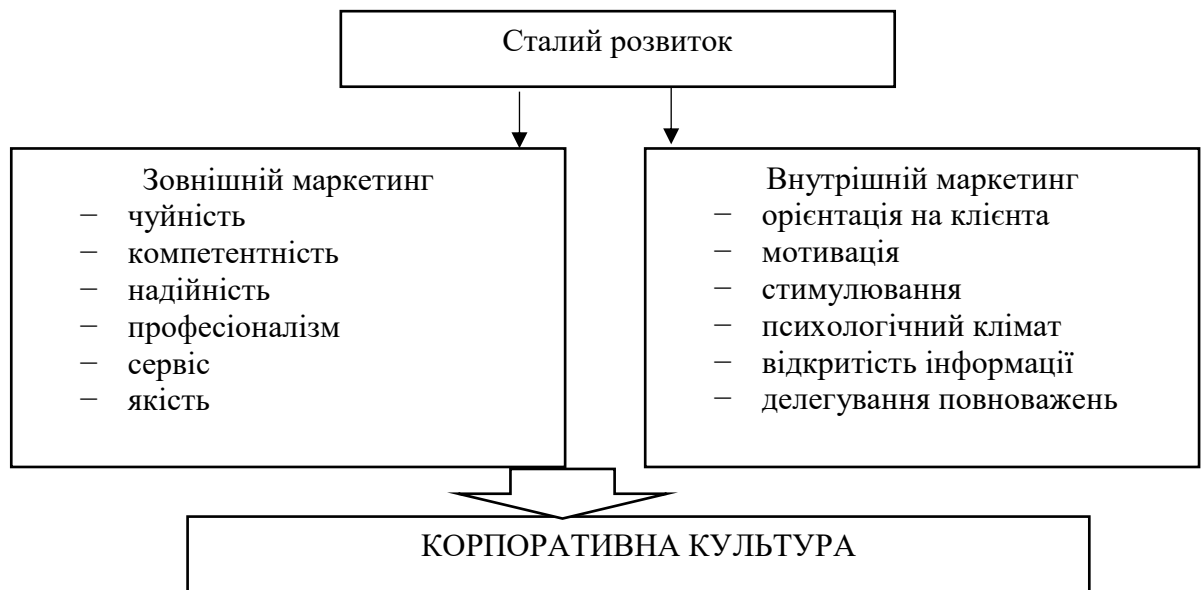 Сталий розвиток
Зовнішній маркетинг
− чуйність
− компетентність
− надійність
− професіоналізм
− сервіс
− якість
Внутрішній маркетинг
− орієнтація на клієнта
− мотивація
− стимулювання
− психологічний клімат
− відкритість інформації
− делегування повноважень
КОРПОРАТИВНА КУЛЬТУРА